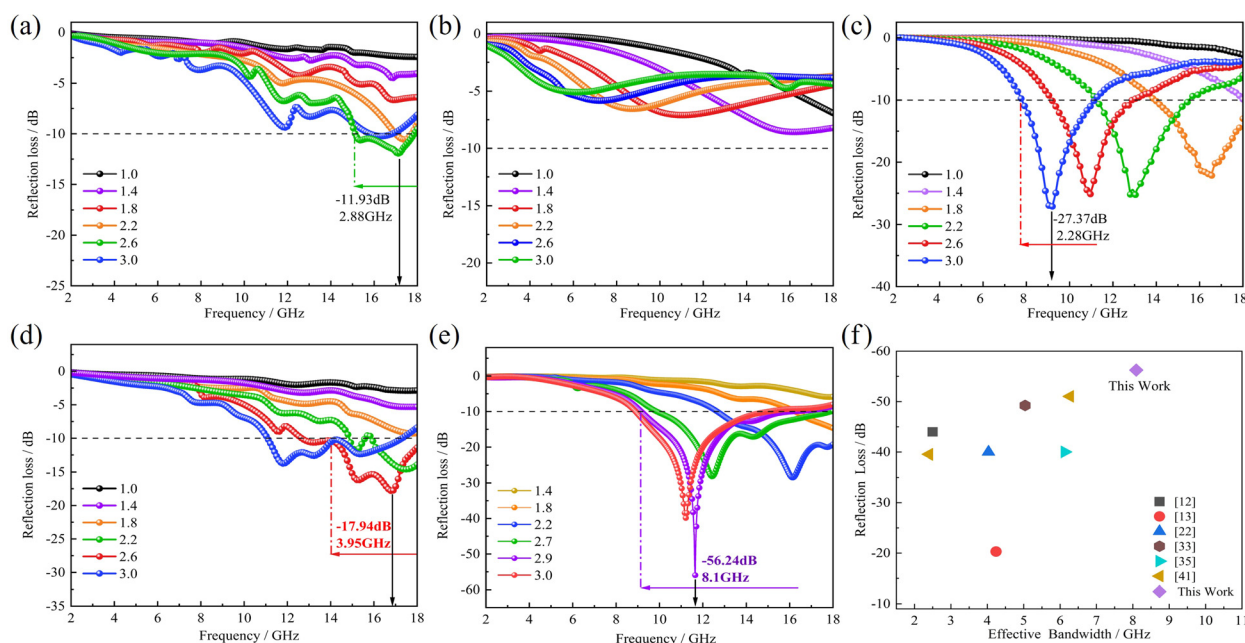 (a)
0
-5
-10
-15
-20
-25
Reflection loss / dB
1.0
1.4
1.8
2.2
2.6
3.0
-11.93dB
2.88GHz
2 4 6 8 10 12 14 16 18
Frequency / GHz
(b)
0
-2
-4
-6
-8
-10
-12
-14
-16
-18
-20
-22
Reflection loss / dB
1.0
1.4
1.8
2.2
2.6
3.0
2 4 6 8 10 12 14 16 18
Frequency / GHz
(c)
0
-10
-20
-30
-40
Reflection loss / dB
1.0
1.4
1.8
2.2
2.6
3.0
-27.37dB
2.28GHz
2 4 6 8 10 12 14 16 18
Frequency / GHz
(d)
0
-5
-10
-15
-20
-25
-30
-35
Reflection loss / dB
1.0
1.4
1.8
2.2
2.6
3.0
-17.94dB
3.95GHz
2 4 6 8 10 12 14 16 18
Frequency / GHz
(e)
0
-10
-20
-30
-40
-50
-60
Reflection loss / dB
1.4
1.8
2.2
2.7
2.9
3.0
-56.24dB
8.1GHz
2 4 6 8 10 12 14 16 18
Frequency / GHz
(f)
-60
-50
-40
-30
-20
-10
Reflection Loss / dB
This Work
[12]
[13]
[22]
[33]
[35]
[41]
This Work
2 3 4 5 6 7 8 9 10 11
Effective Bandwidth / GHz